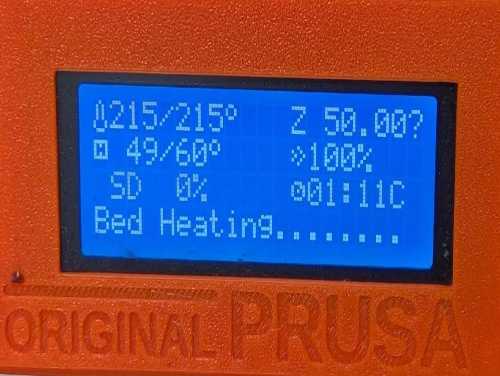 215/215° Z 50.00?
49/60° 100%
SD 0% 01:11C
Bed Heating........
ORIGINAL PRUSA